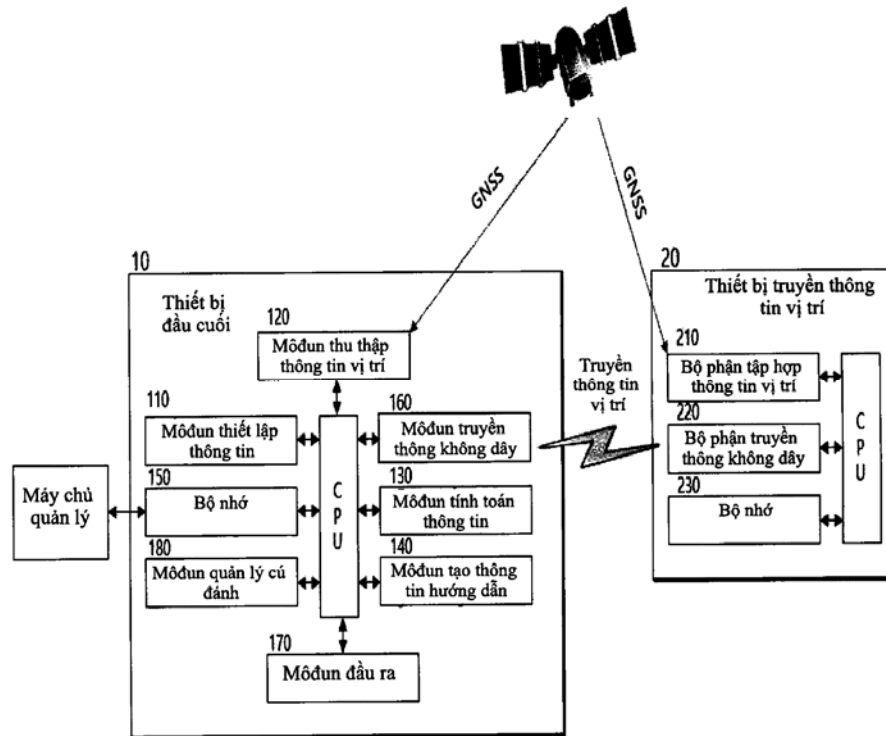 GNSS
GNSS
10
Thiết bị
đầu cuối
120
Môđun thu thập
thông tin vị trí
110
Môđun thiết lập
thông tin
150
Bộ nhớ
180
Môđun quản lý cú
đánh
CPU
160
Môđun truyền
thông không dây
130
Môđun tính toán
thông tin
140
Môđun tạo thông
tin hướng dẫn
170
Môđun đầu ra
Máy chủ
quản lý
Truyền
thông tin
vị trí
20
Thiết bị truyền thông
tin vị trí
210
Bộ phận tập hợp
thông tin vị trí
220
Bộ phận truyền
thông không dây
230
Bộ nhớ
CPU